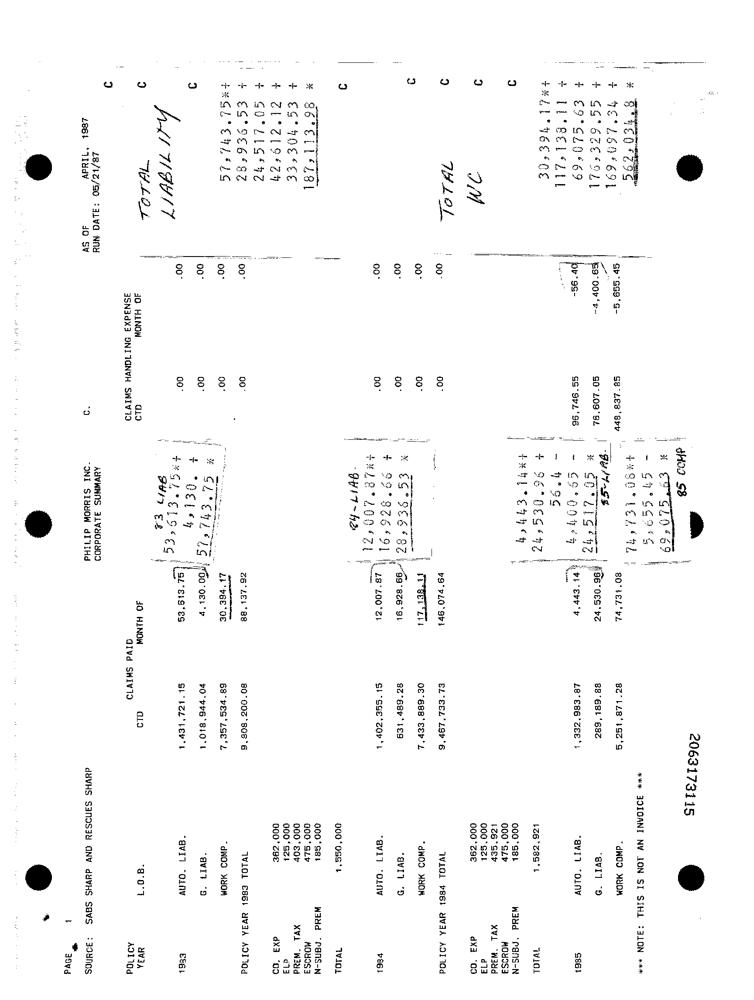 PAGE 1 PHILIP MORRIS INC. C. AS OF APRIL, 1987
SOURCE: SABS SHARP AND RESCUES SHARP CORPORATE SUMMARY RUN DATE: 05/21/87
C
POLICY YEAR L.O.B. CLAIMS PAID CLAIMS HANDLING EXPENSE
CTD MONTH OF CTD MONTH OF
TOTAL LIABILITY C
83 LIAB
53,613.75*+
4,130. +
57,743.75 *
1983 AUTO. LIAB. 1,431,721.15 53,613.75 .00 .00
G. LIAB. 1,018,944.04 4,130.00 .00 .00 C
WORK COMP. 7,357,534.89 30,394.17 .00 .00
POLICY YEAR 1983 TOTAL 9,808,200.08 88,137.92 .00 .00
57,743.75*+
28,936.53 +
24,517.05 +
42,612.12 +
33,304.53 +
187,113.98 *
CO. EXP 362,000
ELP 125,000
PREM. TAX 403,000
ESCROW 475,000
N-SUBJ. PREM 185,000
TOTAL 1,550,000 C
84-LIAB.
12,007.87*+
16,928.66 +
28,936.53 *
1984 AUTO. LIAB. 1,402,355.15 12,007.87 .00 .00
G. LIAB. 631,489.28 16,928.66 .00 .00 C
WORK COMP. 7,433,889.30 117,138.11 .00 .00
POLICY YEAR 1984 TOTAL 9,467,733.73 146,074.64 .00 .00 C
TOTAL
WC
C
CO. EXP 362,000
ELP 125,000
PREM. TAX 435,921
ESCROW 475,000
N-SUBJ. PREM 185,000
TOTAL 1,582,921 C
4,443.14*+
24,530.96 +
56.4 -
4,400.65 -
24,517.05 *
85-LIAB.
1985 AUTO. LIAB. 1,332,983.87 4,443.14 96,746.55 -56.40
G. LIAB. 289,189.88 24,530.96 76,607.05 -4,400.65
WORK COMP. 5,251,871.28 74,731.08 448,837.85 -5,655.45
30,394.17*+
117,138.11 +
69,075.63 +
176,329.55 +
169,097.34 +
562,034.8 *
74,731.08*+
5,655.45 -
69,075.63 *
85 COMP
*** NOTE: THIS IS NOT AN INVOICE ***
2063173115